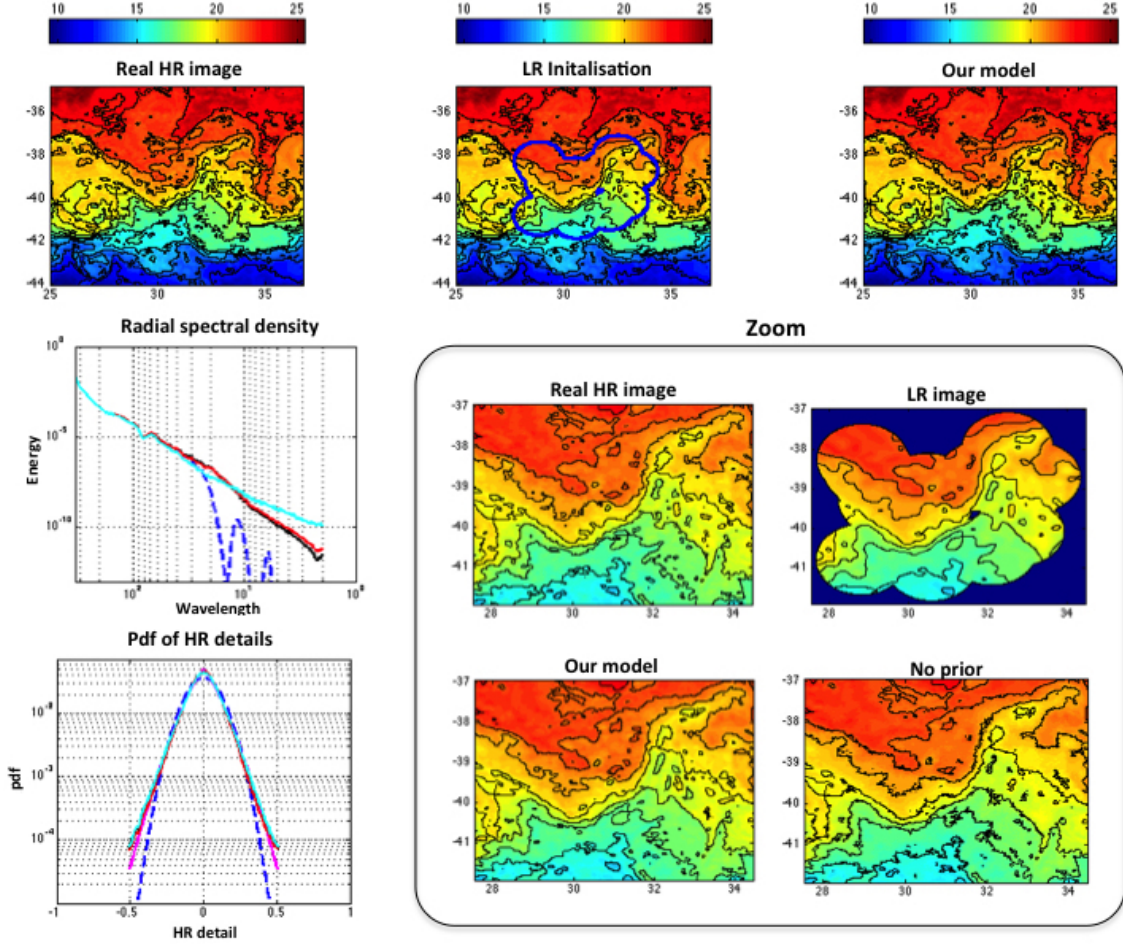 10 15 20 25 10 15 20 25 10 15 20 25
Real HR image
LR Initalisation
Our model
-36
-38
-40
-42
-44
25 30 35
-36
-38
-40
-42
-44
25 30 35
-36
-38
-40
-42
-44
25 30 35
Radial spectral density
Energy
Wavelength
Zoom
Real HR image
-37
-38
-39
-40
-41
28 30 32 34
LR image
-37
-38
-39
-40
-41
28 30 32 34
Pdf of HR details
pdf
-1 -0.5 0 0.5 1
HR detail
Our model
-37
-38
-39
-40
-41
28 30 32 34
No prior
-37
-38
-39
-40
-41
28 30 32 34